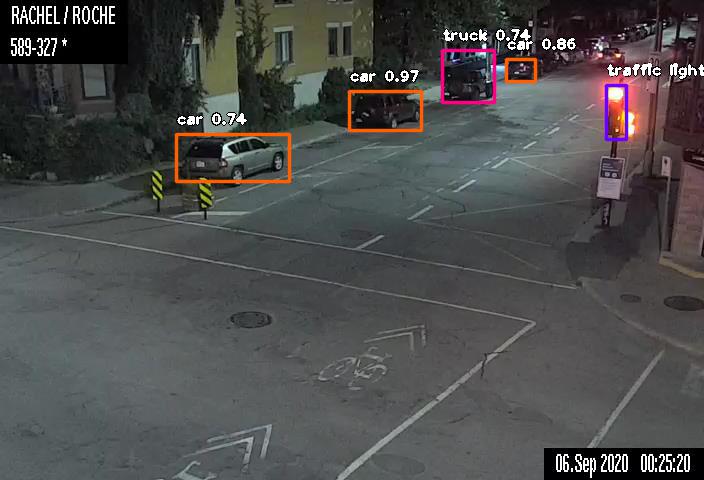 RACHEL / ROCHE
589-327 *
truck 0.74
car 0.86
car 0.97
traffic light
car 0.74
06.Sep 2020 00:25:20